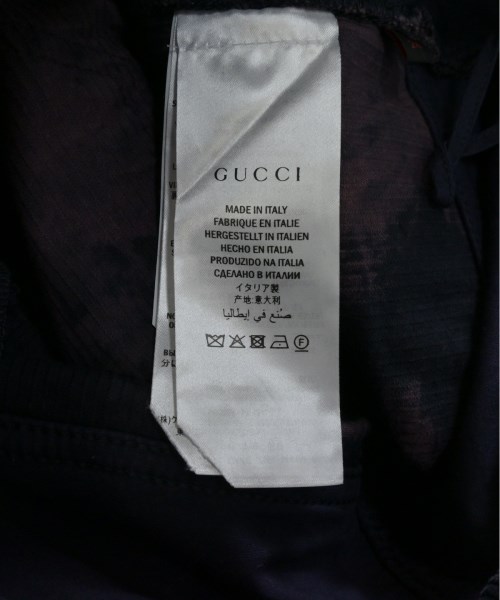 GUCCI
MADE IN ITALY
FABRIQUE EN ITALIE
HERGESTELLT IN ITALIEN
HECHO EN ITALIA
PRODUZIDO NA ITALIA
СДЕЛАНО В ИТАЛИИ
イタリア製
产地:意大利
صُنع في إيطاليا
F